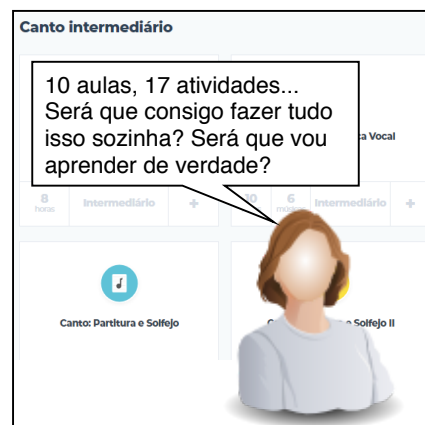 Canto intermediário
10 aulas, 17 atividades...
Será que consigo fazer tudo
isso sozinha? Será que vou
aprender de verdade?
Vocal
8
horas
Intermediário
+
10
6
Intermediário
+
Canto: Partitura e Solfejo
Solfejo II